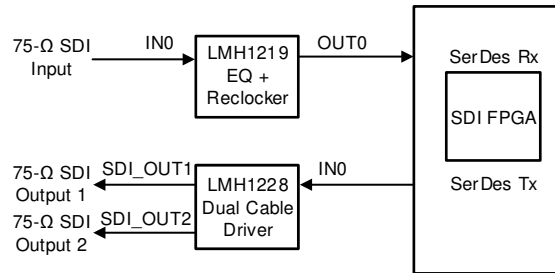 75-Ω SDI
Input
IN0
LMH1219
EQ +
Reclocker
OUT0
SerDes Rx
SDI FPGA
SerDes Tx
75-Ω SDI
Output 1
SDI_OUT1
75-Ω SDI
Output 2
SDI_OUT2
LMH1228
Dual Cable
Driver
IN0